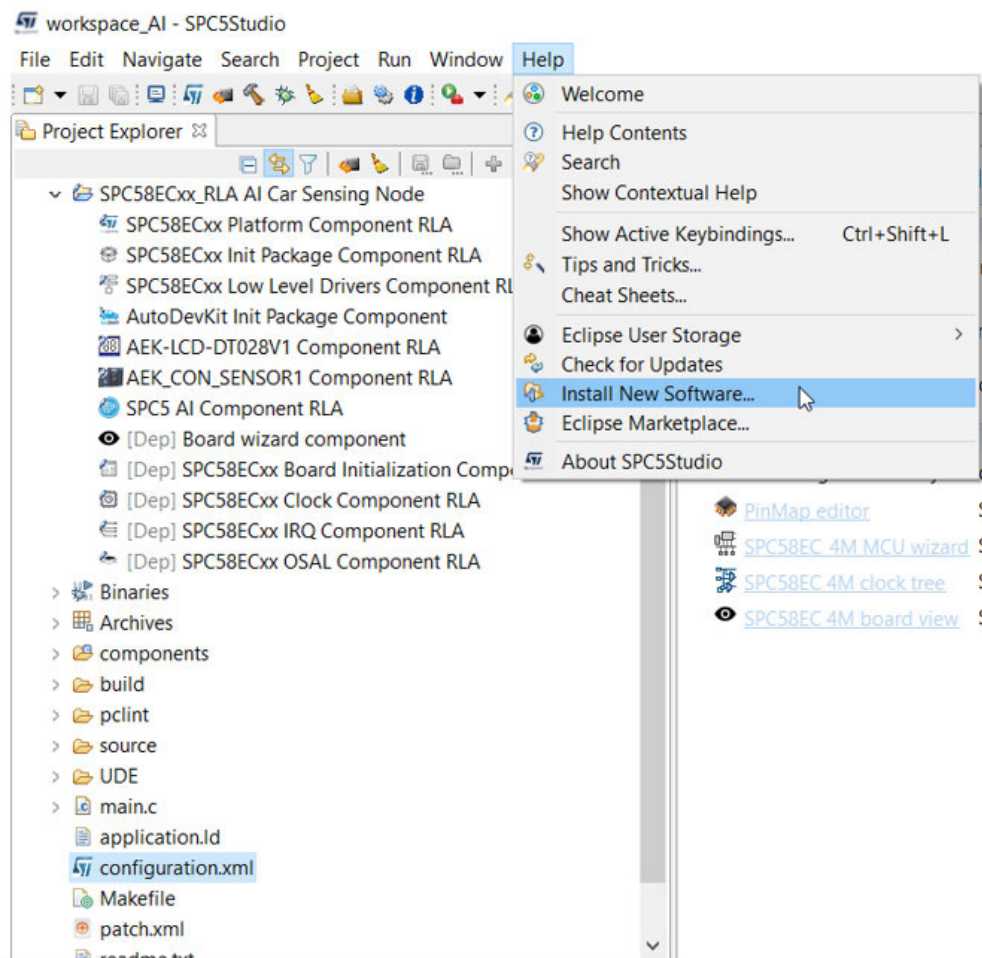 workspace_AI - SPC5Studio
File Edit Navigate Search Project Run Window Help
Project Explorer
SPC58ECxx_RLA AI Car Sensing Node
SPC58ECxx Platform Component RLA
SPC58ECxx Init Package Component RLA
SPC58ECxx Low Level Drivers Component RL
AutoDevKit Init Package Component
AEK-LCD-DT028V1 Component RLA
AEK_CON_SENSOR1 Component RLA
SPC5 AI Component RLA
[Dep] Board wizard component
[Dep] SPC58ECxx Board Initialization Compo
[Dep] SPC58ECxx Clock Component RLA
[Dep] SPC58ECxx IRQ Component RLA
[Dep] SPC58ECxx OSAL Component RLA
Binaries
Archives
components
build
pclint
source
UDE
main.c
application.ld
configuration.xml
Makefile
patch.xml
readme.txt
Welcome
Help Contents
Search
Show Contextual Help
Show Active Keybindings... Ctrl+Shift+L
Tips and Tricks...
Cheat Sheets...
Eclipse User Storage
Check for Updates
Install New Software...
Eclipse Marketplace...
About SPC5Studio
PinMap editor
SPC58EC 4M MCU wizard
SPC58EC 4M clock tree
SPC58EC 4M board view